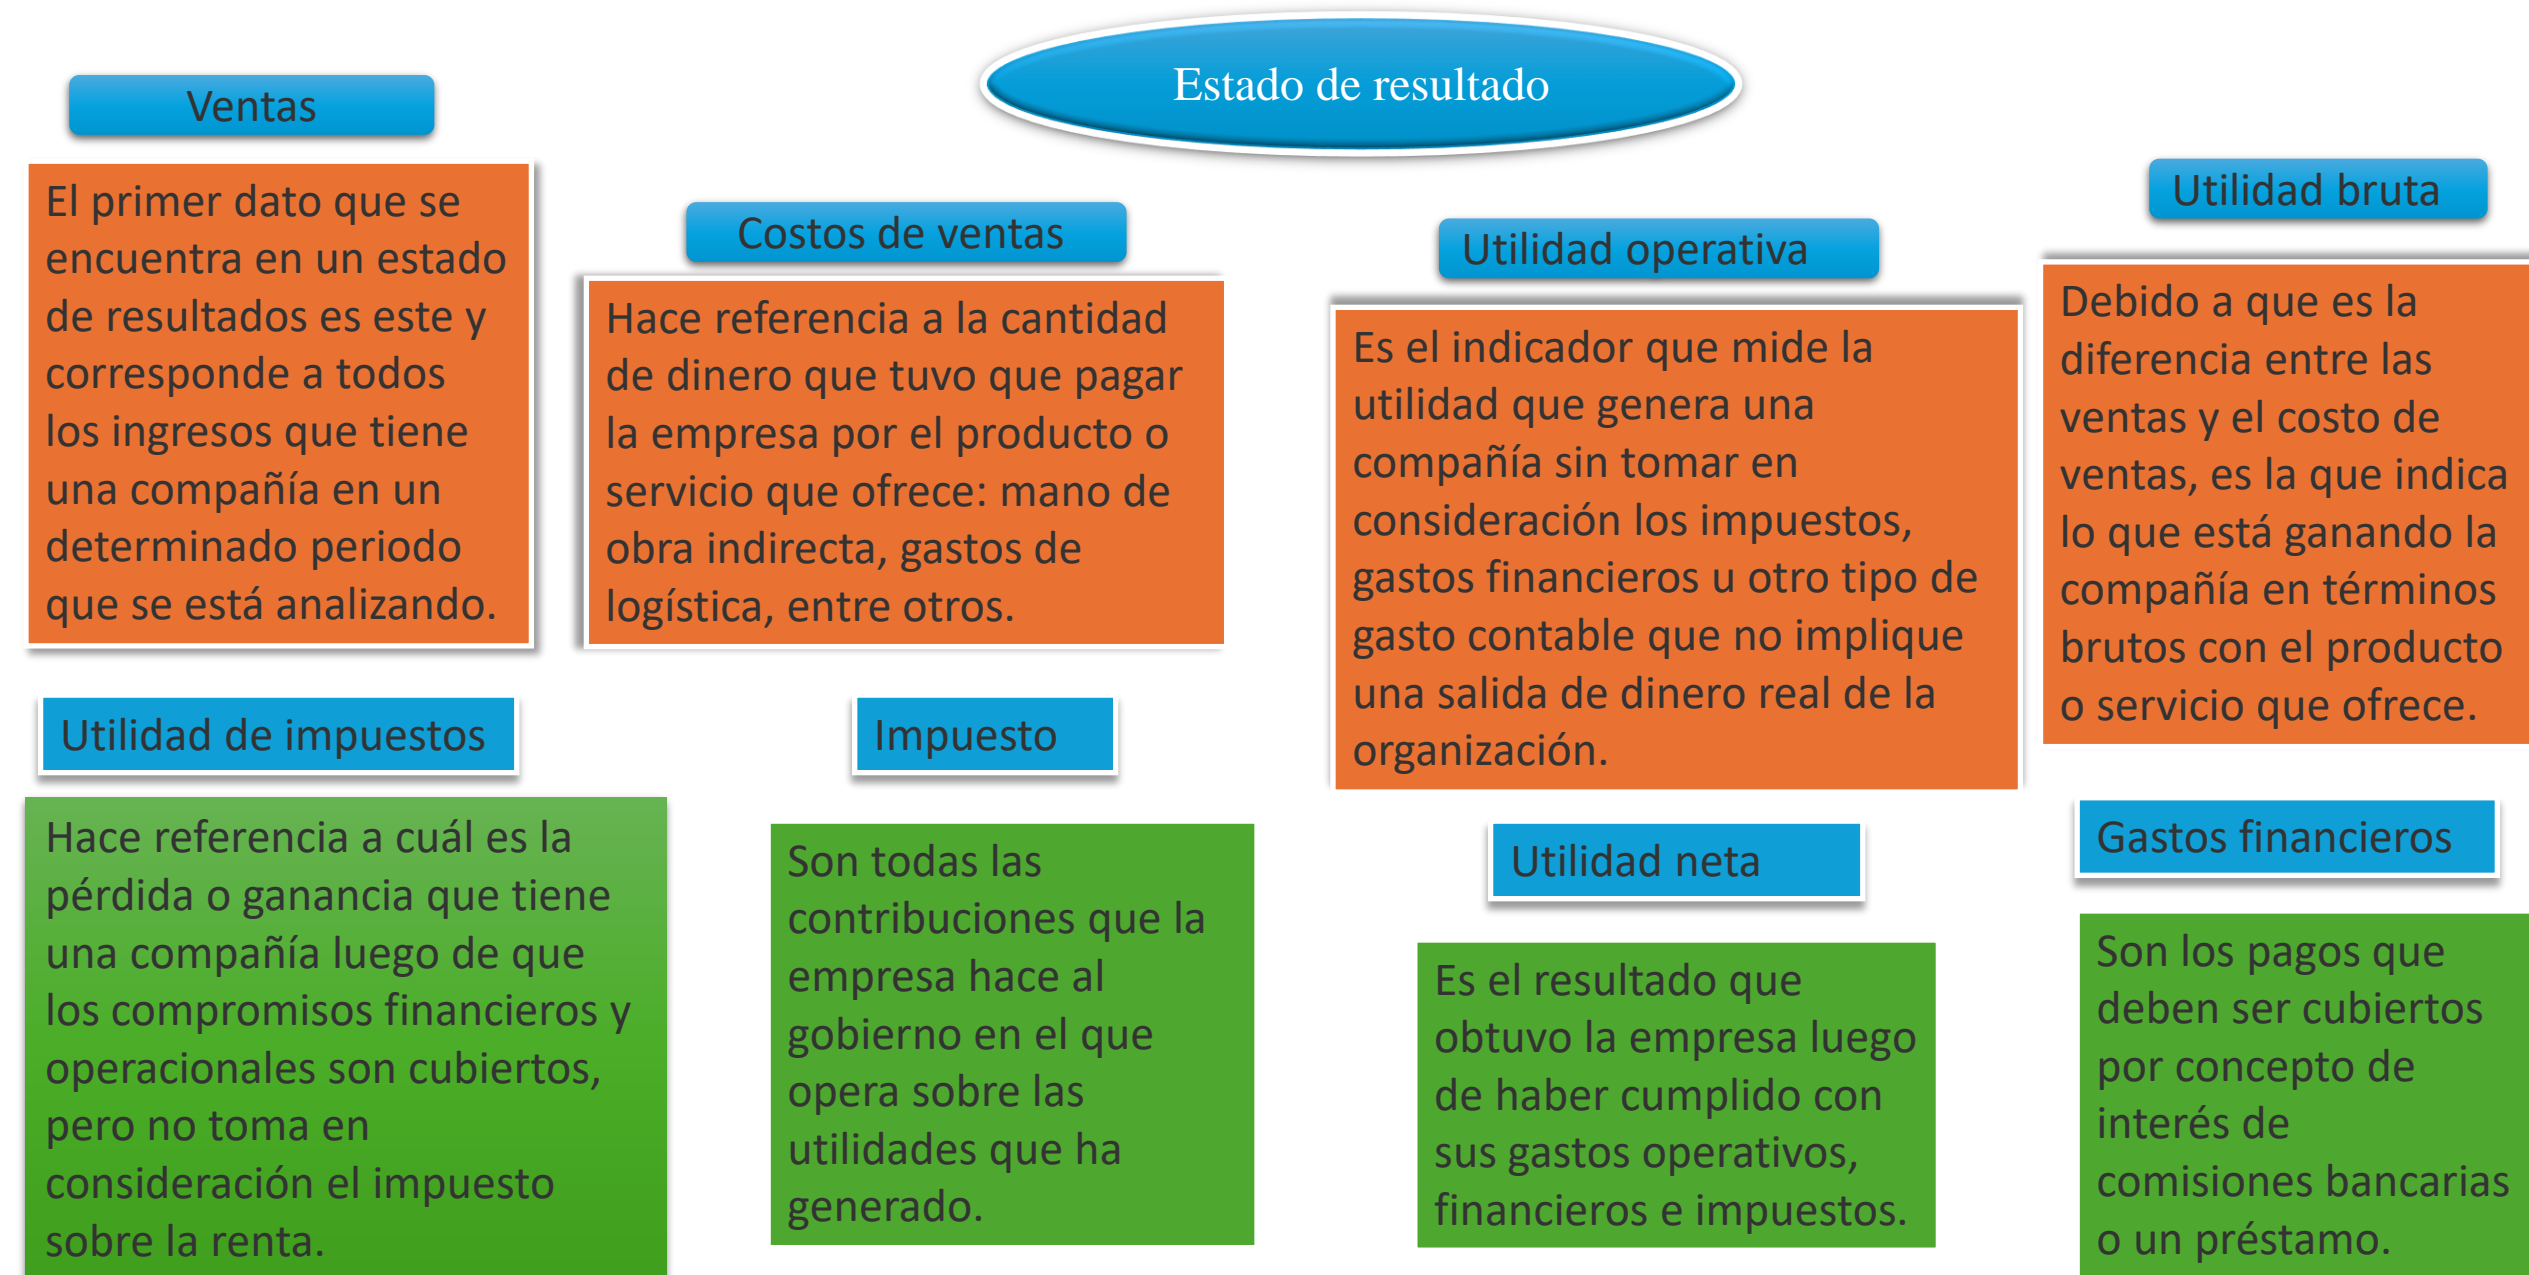 Estado de resultado
Ventas
El primer dato que se
encuentra en un estado
de resultados es este y
corresponde a todos
los ingresos que tiene
una compañía en un
determinado periodo
que se está analizando.
Costos de ventas
Hace referencia a la cantidad
de dinero que tuvo que pagar
la empresa por el producto o
servicio que ofrece: mano de
obra indirecta, gastos de
logística, entre otros.
Utilidad operativa
Es el indicador que mide la
utilidad que genera una
compañía sin tomar en
consideración los impuestos,
gastos financieros u otro tipo de
gasto contable que no implique
una salida de dinero real de la
organización.
Utilidad bruta
Debido a que es la
diferencia entre las
ventas y el costo de
ventas, es la que indica
lo que está ganando la
compañía en términos
brutos con el producto
o servicio que ofrece.
Utilidad de impuestos
Hace referencia a cuál es la
pérdida o ganancia que tiene
una compañía luego de que
los compromisos financieros y
operacionales son cubiertos,
pero no toma en
consideración el impuesto
sobre la renta.
Impuesto
Son todas las
contribuciones que la
empresa hace al
gobierno en el que
opera sobre las
utilidades que ha
generado.
Utilidad neta
Es el resultado que
obtuvo la empresa luego
de haber cumplido con
sus gastos operativos,
financieros e impuestos.
Gastos financieros
Son los pagos que
deben ser cubiertos
por concepto de
interés de
comisiones bancarias
o un préstamo.